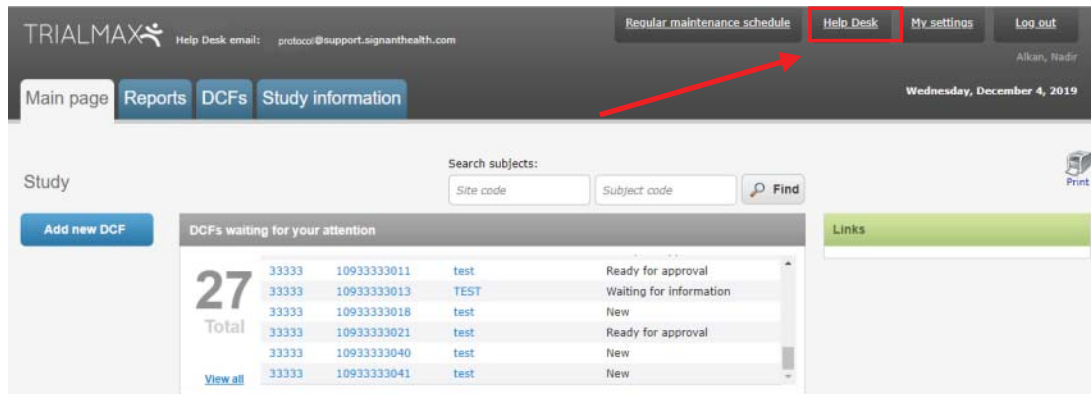 Regular maintenance schedule Help Desk My settings Log out
TRIALMAX Help Desk email: protocol@support.signanthealth.com
Alkan, Nadir
Main page Reports DCFs Study information
Wednesday, December 4, 2019
Search subjects:
Study
Site code Subject code Find
Print
Add new DCF
DCFs waiting for your attention
Links
27
Total
View all
33333 10933333011 test Ready for approval
33333 10933333013 TEST Waiting for information
33333 10933333018 test New
33333 10933333021 test Ready for approval
33333 10933333040 test New
33333 10933333041 test New